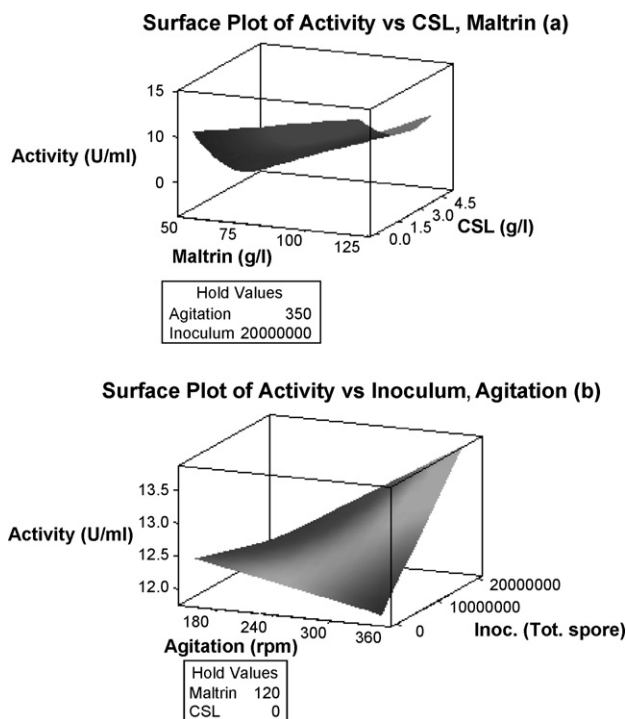 Surface Plot of Activity vs CSL, Maltrin (a)
15
10
Activity (U/ml)
0
4.5
3.0
1.5
0.0
CSL (g/l)
50
75
100
125
Maltrin (g/l)
Hold Values
Agitation 350
Inoculum 20000000
Surface Plot of Activity vs Inoculum, Agitation (b)
13.5
13.0
Activity (U/ml)
12.5
12.0
20000000
10000000
0
Inoc. (Tot. spore)
180
240
300
360
Agitation (rpm)
Hold Values
Maltrin 120
CSL 0